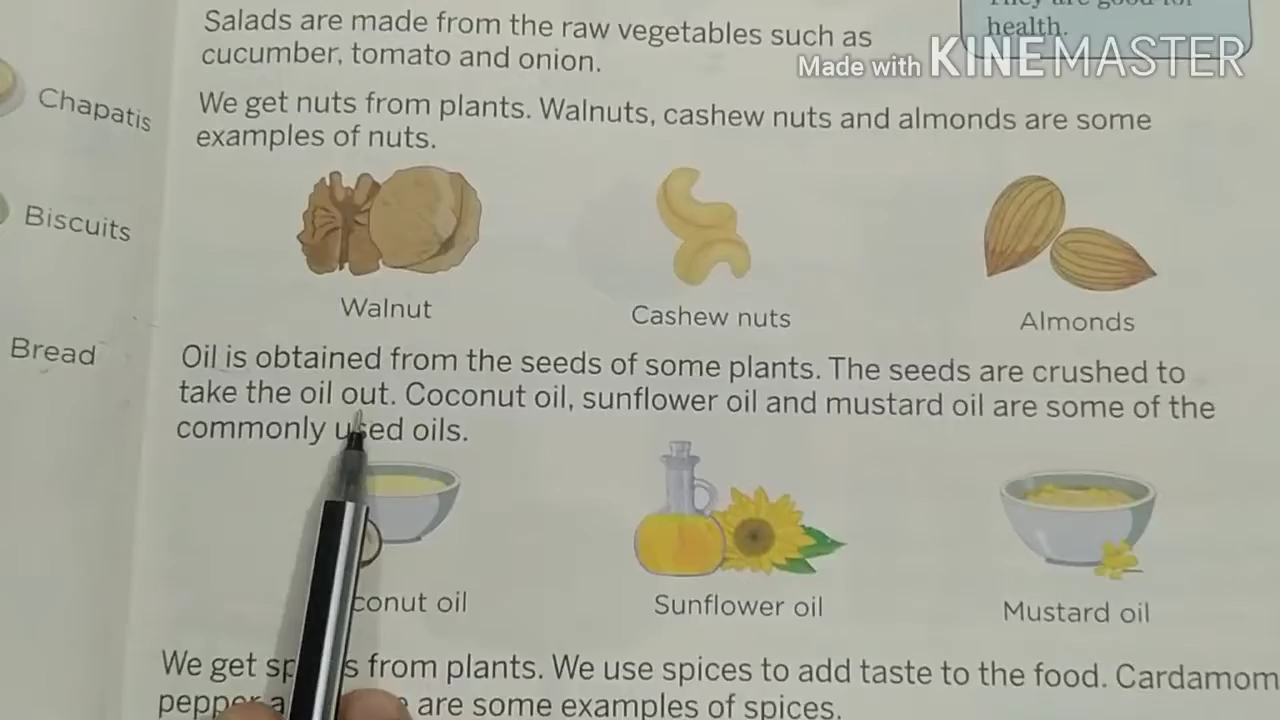 They are good for
health.
Made with KINEMASTER
Salads are made from the raw vegetables such as
cucumber, tomato and onion.
Chapatis
We get nuts from plants. Walnuts, cashew nuts and almonds are some
examples of nuts.
Biscuits
Walnut
Cashew nuts
Almonds
Bread
Oil is obtained from the seeds of some plants. The seeds are crushed to
take the oil out. Coconut oil, sunflower oil and mustard oil are some of the
commonly used oils.
conut oil
Sunflower oil
Mustard oil
We get from plants. We use spices to add taste to the food. Cardamom
pepper are some examples of spices.